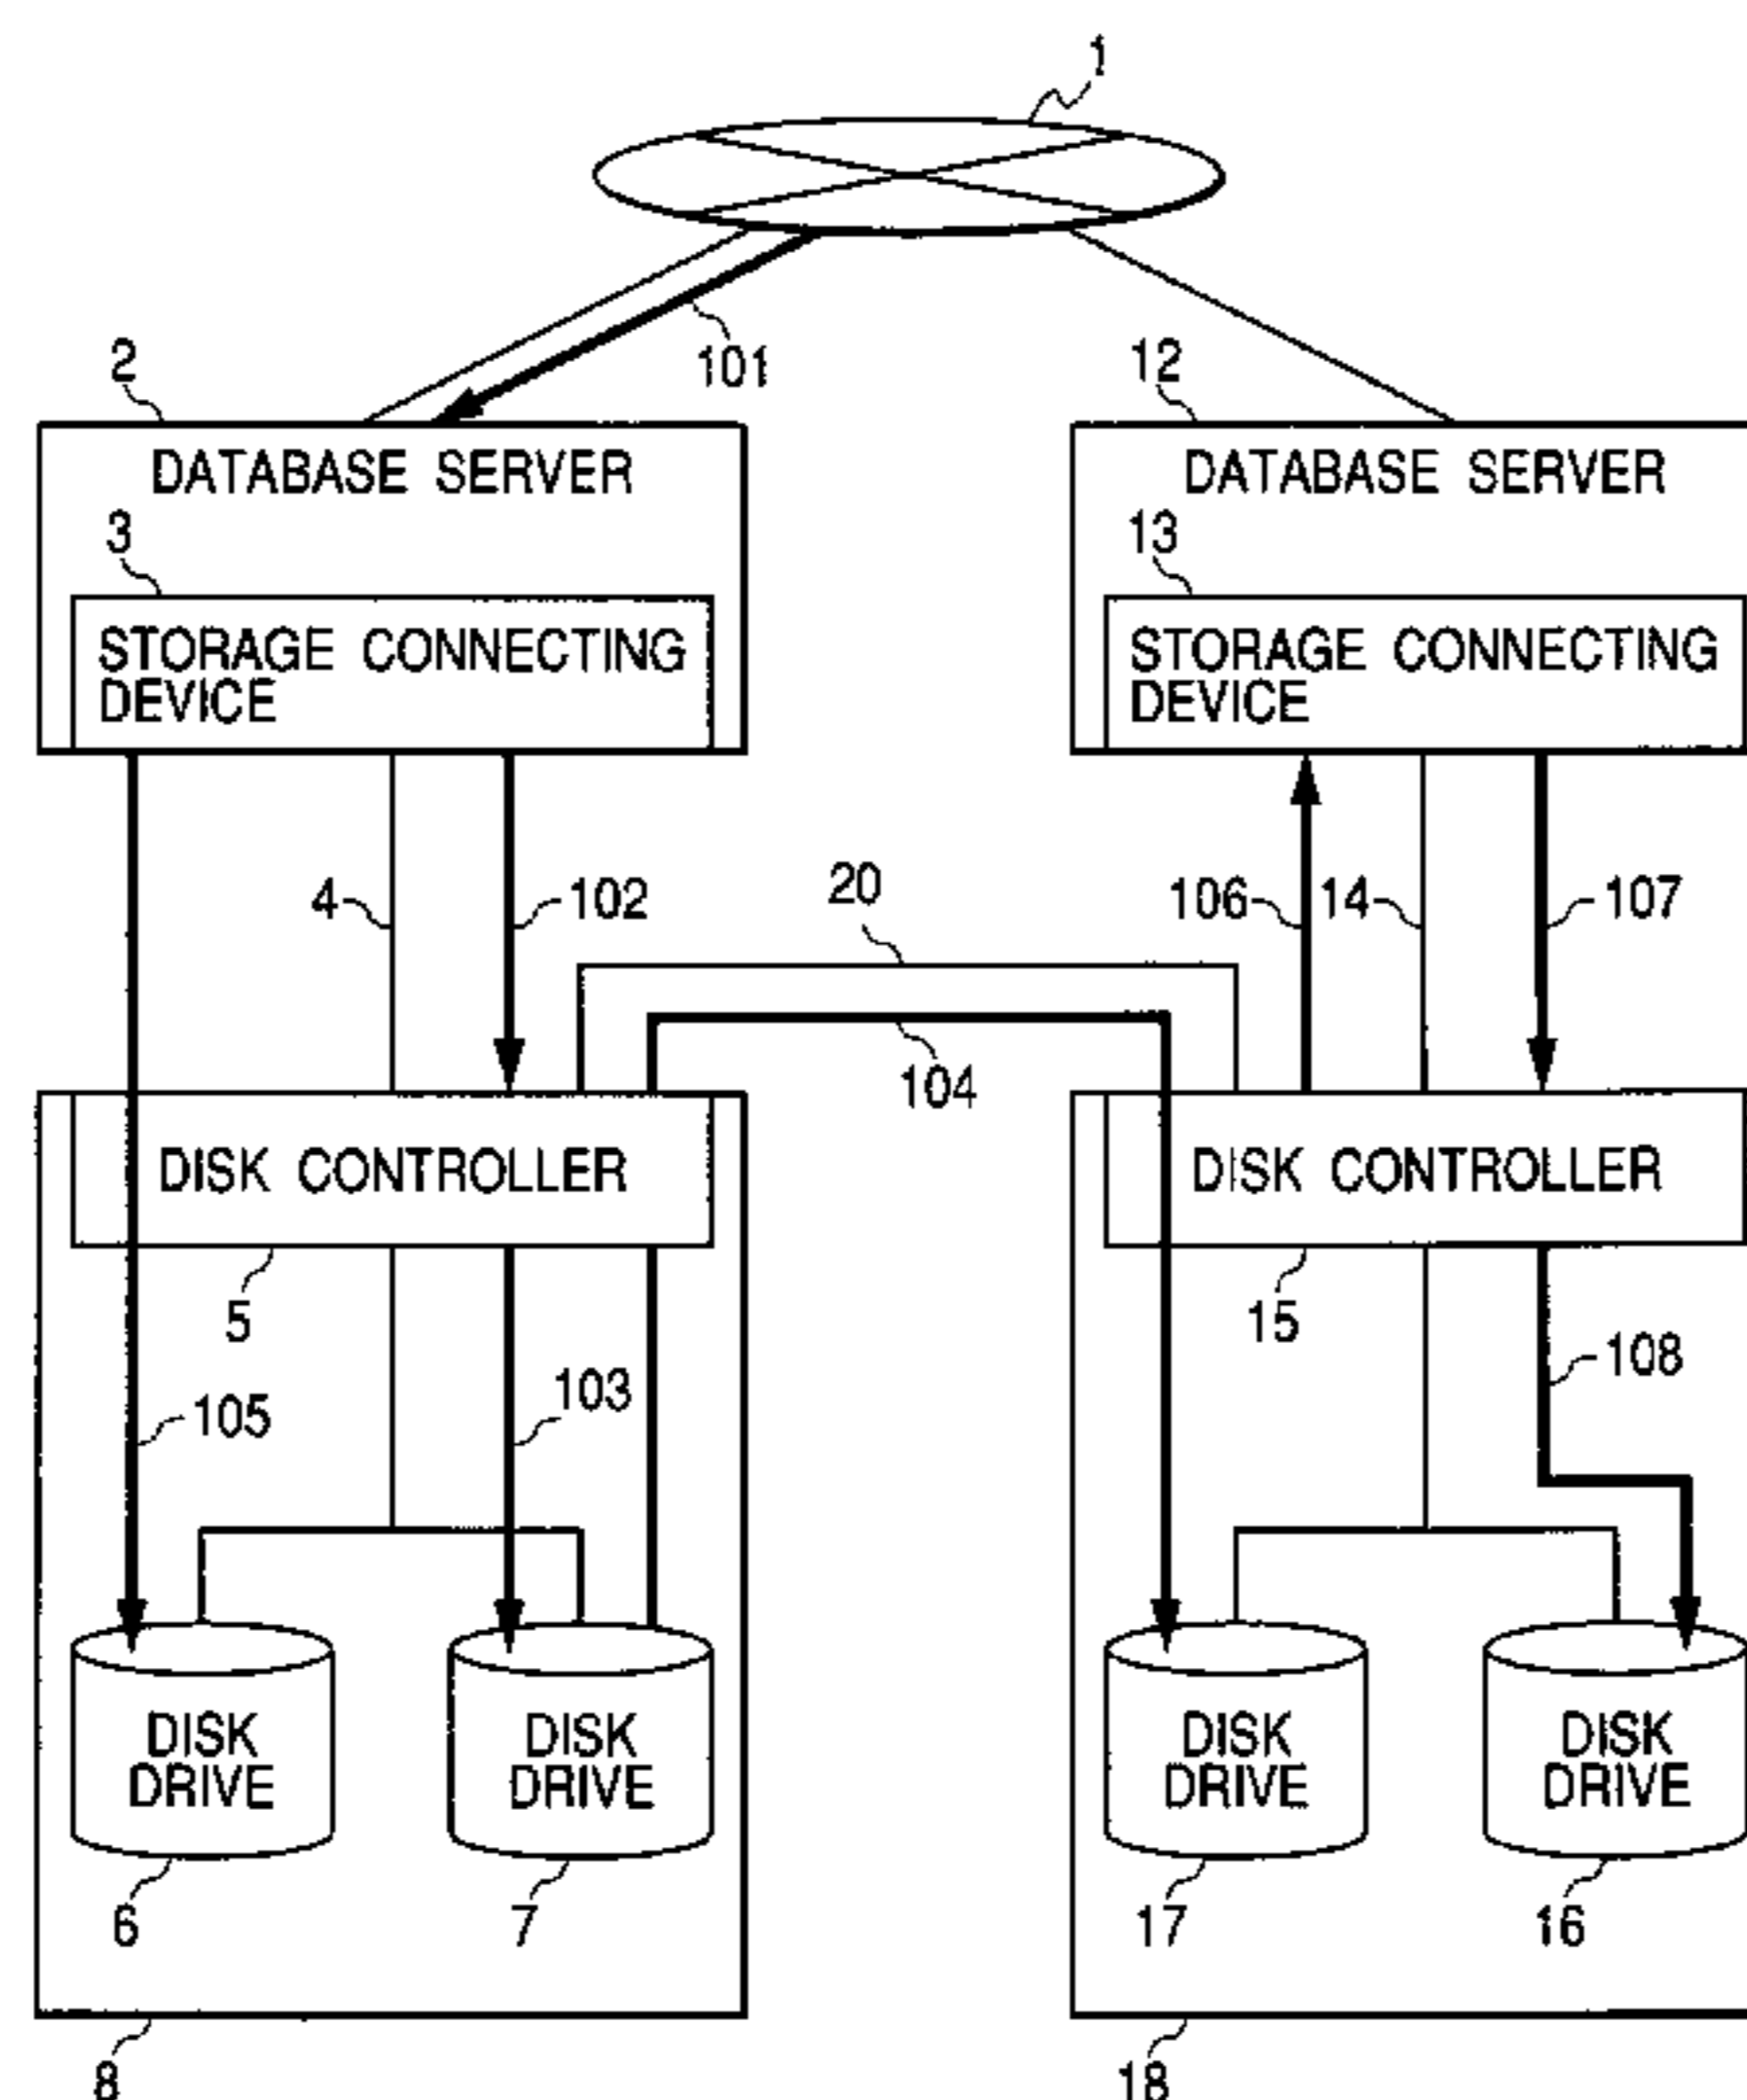 1
101
2
12
DATABASE SERVER
DATABASE SERVER
3
13
STORAGE CONNECTING
DEVICE
STORAGE CONNECTING
DEVICE
4
102
20
106
14
107
104
DISK CONTROLLER
DISK CONTROLLER
5
15
105
103
108
DISK
DRIVE
DISK
DRIVE
DISK
DRIVE
DISK
DRIVE
6
7
17
16
8
18